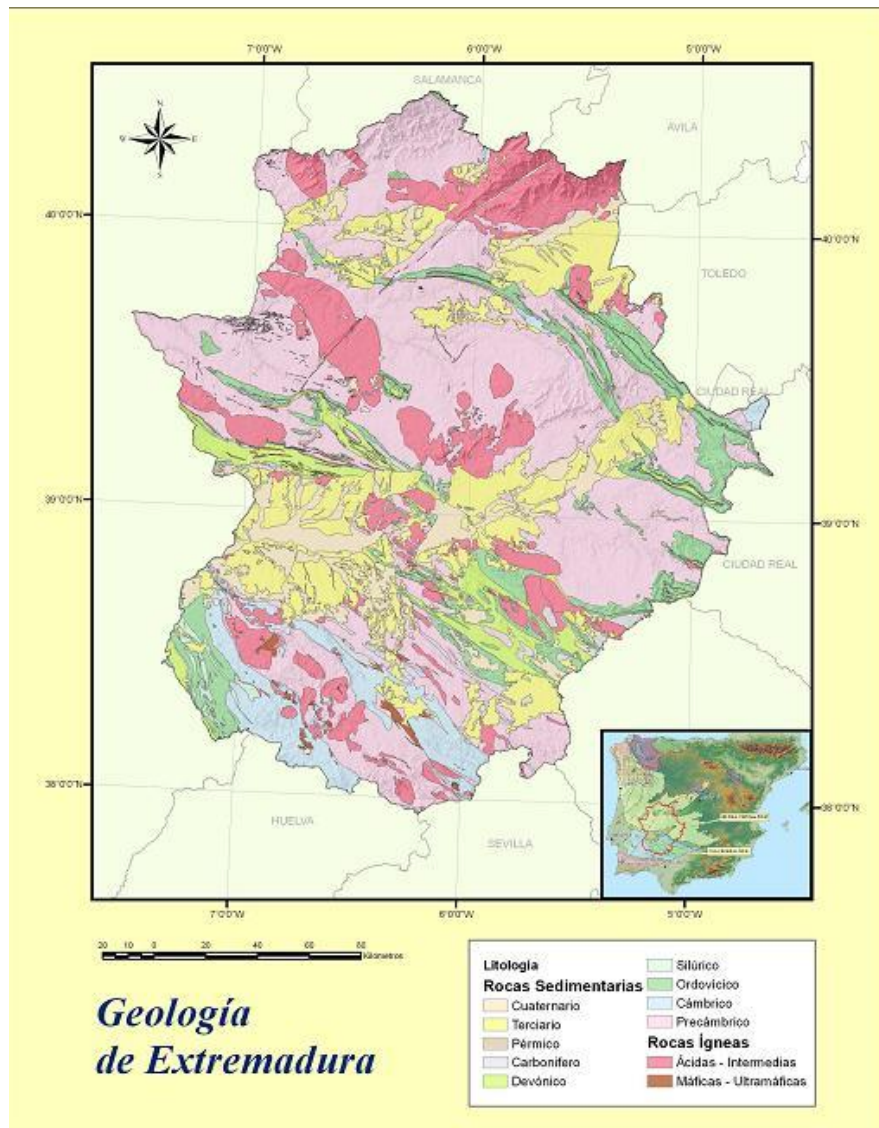 7°0'0"W 6°0'0"W 5°0'0"W
SALAMANCA
N
ÁVILA
S
40°0'0"N
40°0'0"N
TOLEDO
CIUDAD REAL
39°0'0"N
39°0'0"N
CIUDAD REAL
38°0'0"N
38°0'0"N
HUELVA
SEVILLA
7°0'0"W 6°0'0"W 5°0'0"W
20 10 0 20 40 60 80
Kilometros
Geología
de Extremadura
Litología
Rocas Sedimentarias
Cuaternario
Terciario
Pérmico
Carbonifero
Devónico
Silúrico
Ordovícico
Cámbrico
Precámbrico
Rocas Ígneas
Ácidas - Intermedias
Máficas - Ultramáficas